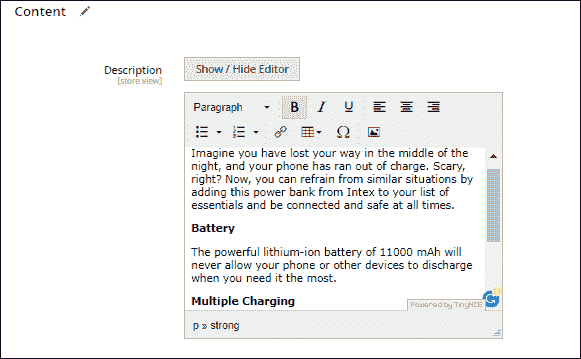 Content
Description
[store view]
Show / Hide Editor
Paragraph
B I U
Imagine you have lost your way in the middle of the
night, and your phone has ran out of charge. Scary,
right? Now, you can refrain from similar situations by
adding this power bank from Intex to your list of
essentials and be connected and safe at all times.
Battery
The powerful lithium-ion battery of 11000 mAh will
never allow your phone or other devices to discharge
when you need it the most.
Multiple Charging
Powered by TinyMCE
p » strong